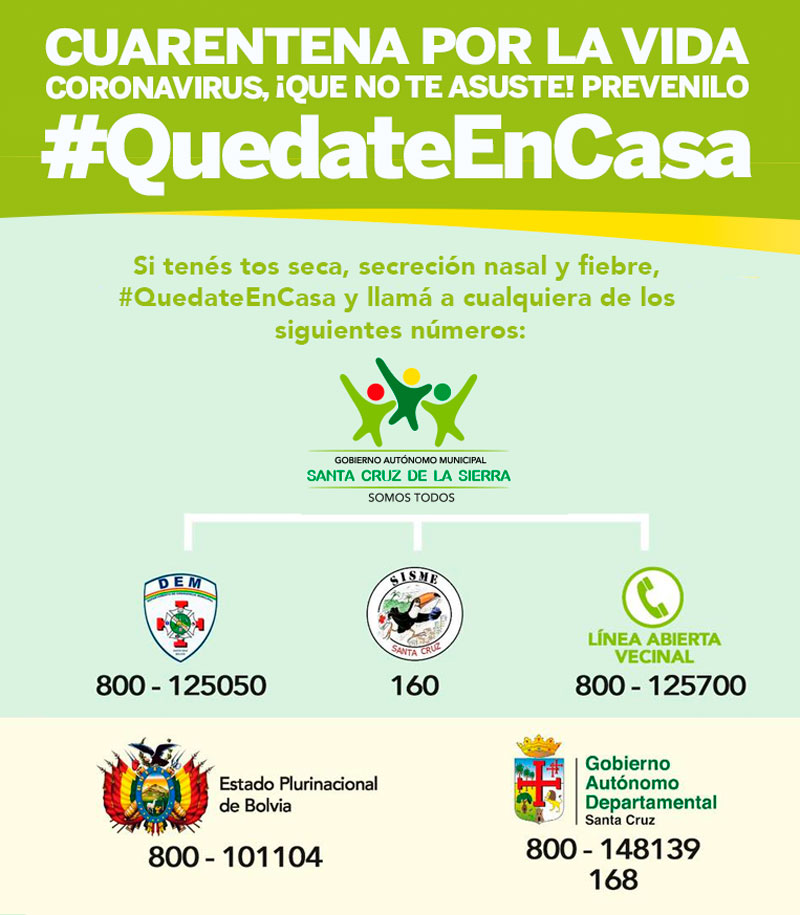 CUARENTENA POR LA VIDA
CORONAVIRUS, ¡QUE NO TE ASUSTE! PREVENILO
#QuedateEnCasa
Si tenés tos seca, secreción nasal y fiebre,
#QuedateEnCasa y llamá a cualquiera de los
siguientes números:
GOBIERNO AUTÓNOMO MUNICIPAL
SANTA CRUZ DE LA SIERRA
SOMOS TODOS
DEM
800 - 125050
SISME
SANTA CRUZ
160
LÍNEA ABIERTA
VECINAL
800 - 125700
Estado Plurinacional
de Bolvia
800 - 101104
Gobierno
Autónomo
Departamental
Santa Cruz
800 - 148139
168